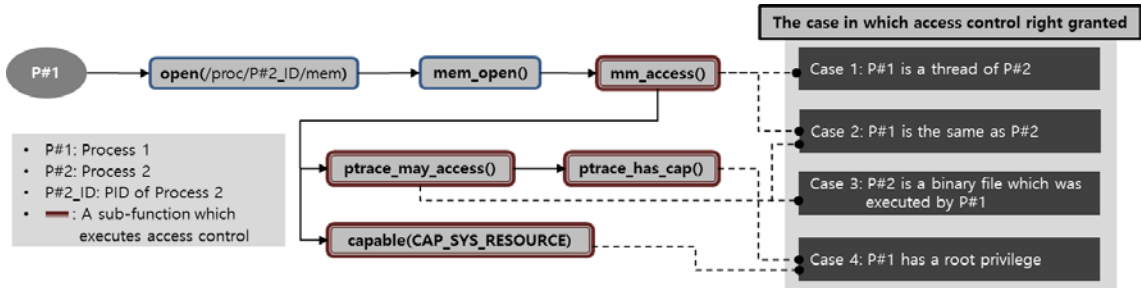 The case in which access control right granted
P#1
open(/proc/P#2_ID/mem)
mem_open()
mm_access()
Case 1: P#1 is a thread of P#2
Case 2: P#1 is the same as P#2
• P#1: Process 1
• P#2: Process 2
• P#2_ID: PID of Process 2
• : A sub-function which
executes access control
ptrace_may_access()
ptrace_has_cap()
Case 3: P#2 is a binary file which was
executed by P#1
capable(CAP_SYS_RESOURCE)
Case 4: P#1 has a root privilege